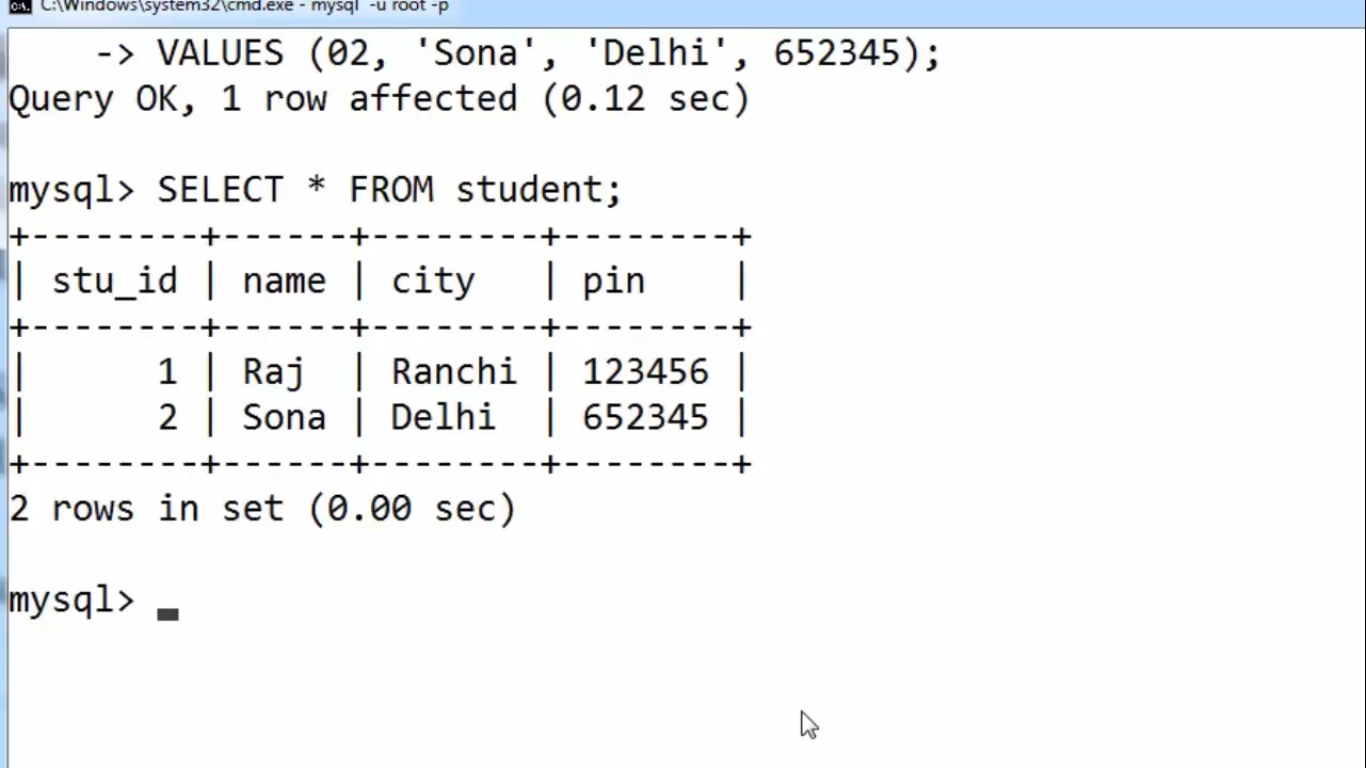 C:\Windows\system32\cmd.exe - mysql -u root -p
-> VALUES (02, 'Sona', 'Delhi', 652345);
Query OK, 1 row affected (0.12 sec)
mysql> SELECT * FROM student;
+--------+------+--------+--------+
| stu_id | name | city   | pin    |
+--------+------+--------+--------+
|      1 | Raj  | Ranchi | 123456 |
|      2 | Sona | Delhi  | 652345 |
+--------+------+--------+--------+
2 rows in set (0.00 sec)
mysql>